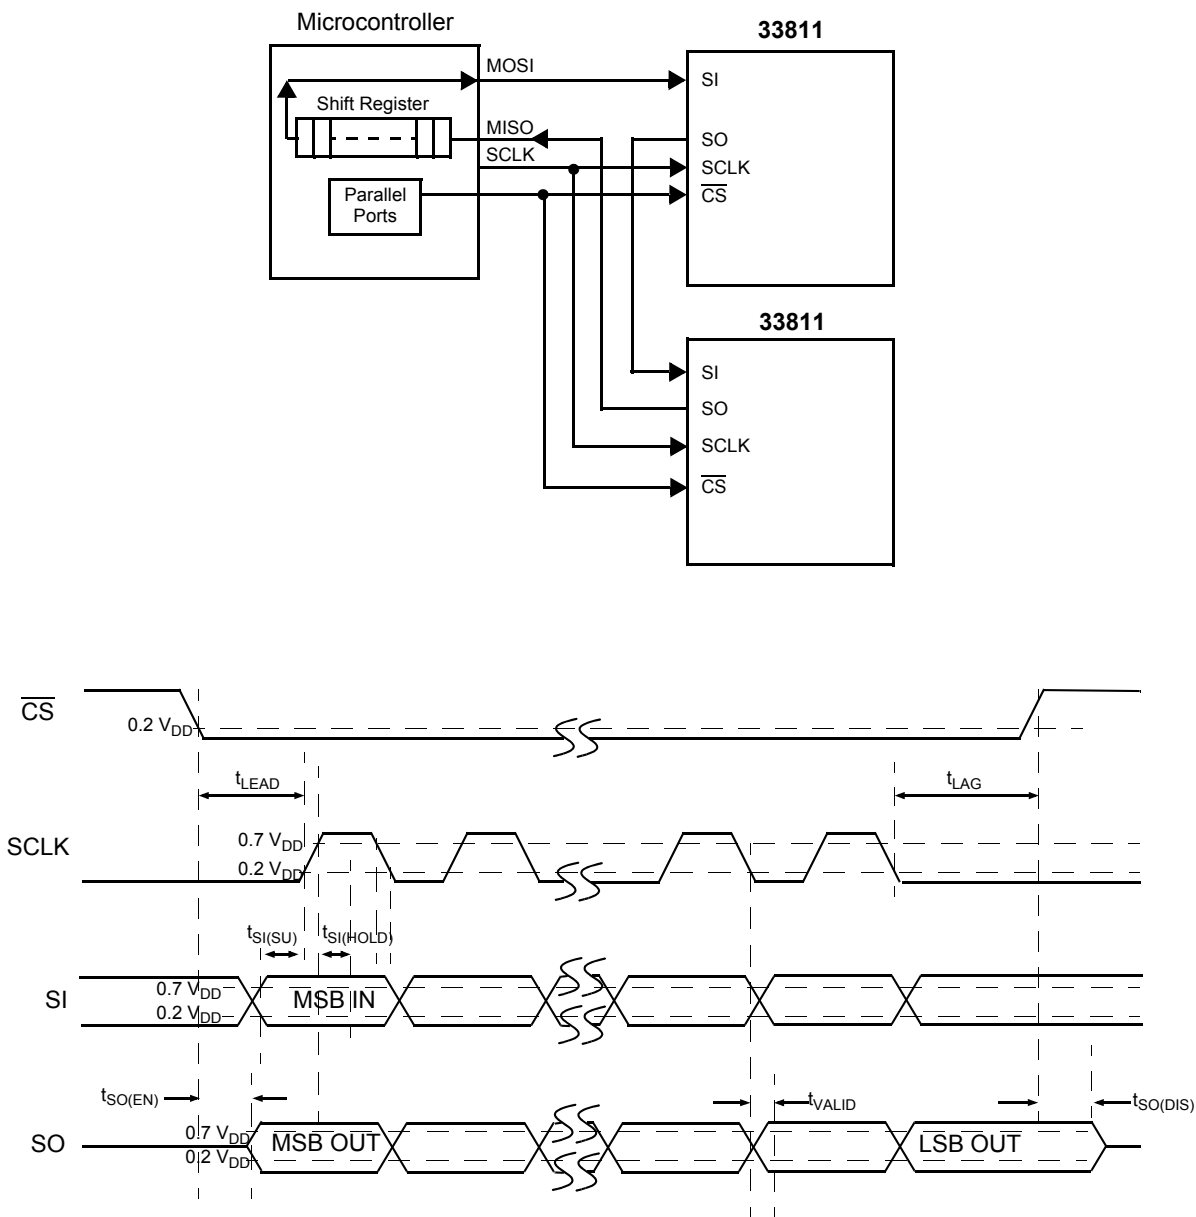 Microcontroller
33811
MOSI
SI
Shift Register
MISO
SO
SCLK
SCLK
Parallel
Ports
CS
33811
SI
SO
SCLK
CS
CS
0.2 VDD
tLEAD
tLAG
SCLK
0.7 VDD
0.2 VDD
tSI(SU)
tSI(HOLD)
SI
0.7 VDD
MSB IN
0.2 VDD
tSO(EN)
tVALID
tSO(DIS)
SO
0.7 VDD
MSB OUT
LSB OUT
0.2 VDD